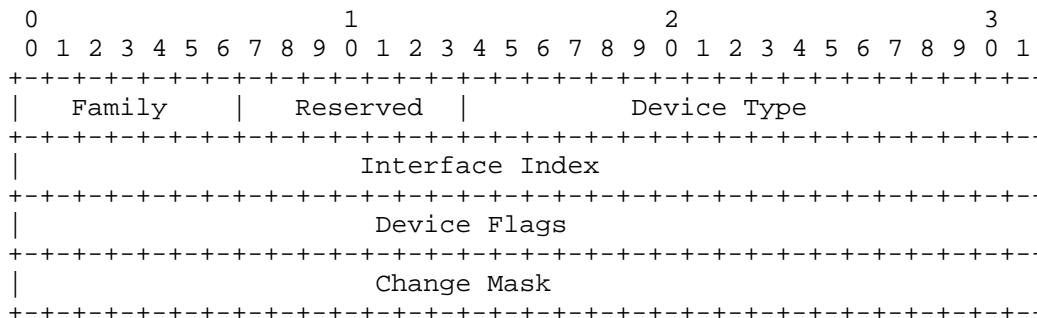 0                   1                   2                   3
0 1 2 3 4 5 6 7 8 9 0 1 2 3 4 5 6 7 8 9 0 1 2 3 4 5 6 7 8 9 0 1
+-+-+-+-+-+-+-+-+-+-+-+-+-+-+-+-+-+-+-+-+-+-+-+-+-+-+-+-+-+-+-+-
|   Family    |   Reserved  |          Device Type
+-+-+-+-+-+-+-+-+-+-+-+-+-+-+-+-+-+-+-+-+-+-+-+-+-+-+-+-+-+-+-+-
|                     Interface Index
+-+-+-+-+-+-+-+-+-+-+-+-+-+-+-+-+-+-+-+-+-+-+-+-+-+-+-+-+-+-+-+-
|                      Device Flags
+-+-+-+-+-+-+-+-+-+-+-+-+-+-+-+-+-+-+-+-+-+-+-+-+-+-+-+-+-+-+-+-
|                      Change Mask
+-+-+-+-+-+-+-+-+-+-+-+-+-+-+-+-+-+-+-+-+-+-+-+-+-+-+-+-+-+-+-+-